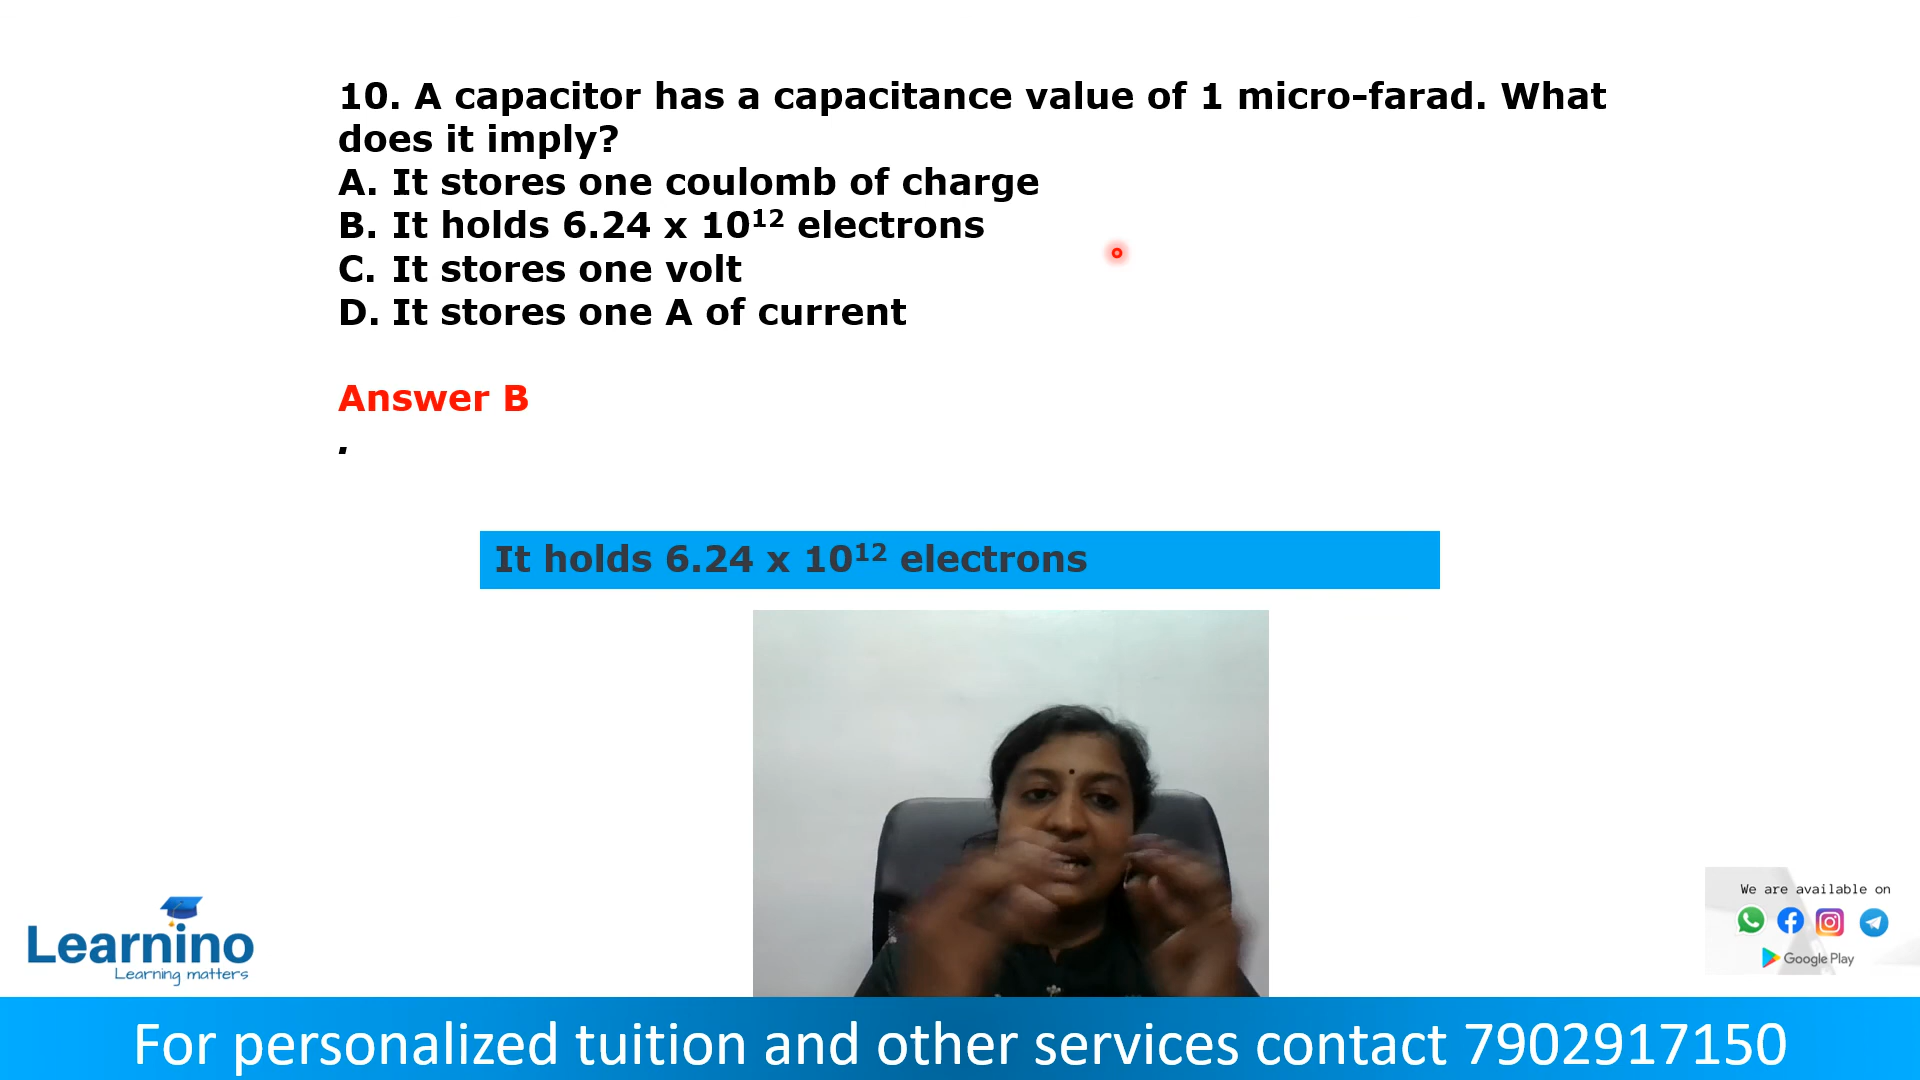 10. A capacitor has a capacitance value of 1 micro-farad. What
does it imply?
A. It stores one coulomb of charge
B. It holds 6.24 x 10¹² electrons
C. It stores one volt
D. It stores one A of current
Answer B
.
It holds 6.24 x 10¹² electrons
Learnino
Learning matters
We are available on
Google Play
For personalized tuition and other services contact 7902917150